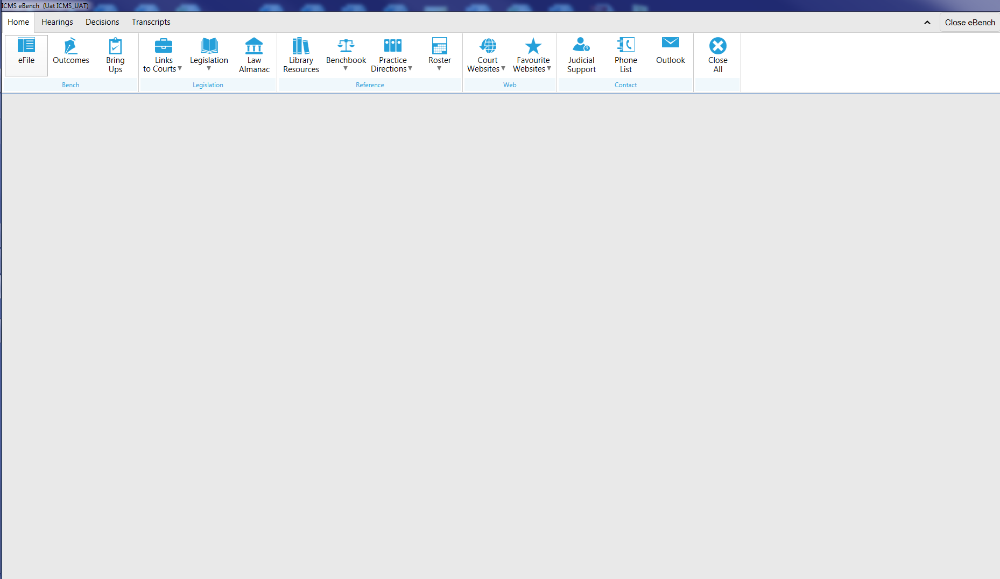 ICMS eBench (Uat ICMS_UAT)
Home Hearings Decisions Transcripts Close eBench
eFile
Outcomes
Bring
Ups
Links
to Courts
Legislation
Law
Almanac
Library
Resources
Benchbook
Practice
Directions
Roster
Court
Websites
Favourite
Websites
Judicial
Support
Phone
List
Outlook
Close
All
Bench Legislation Reference Web Contact